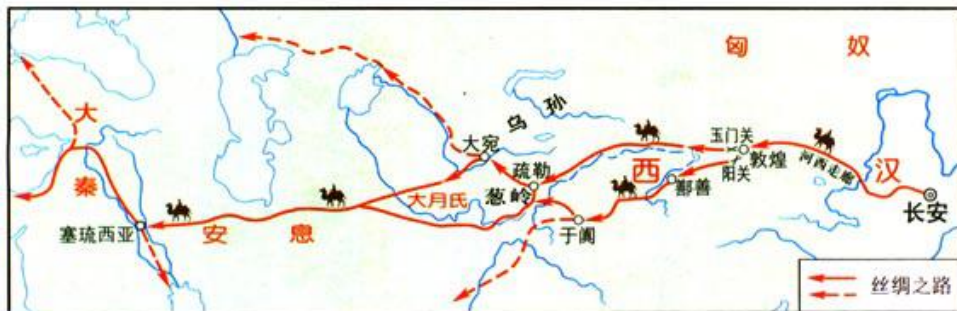 匈奴
大
乌孙
玉门关
大宛
疏勒
西
敦煌
河西走廊
汉
阳关
秦
葱岭
大月氏
鄯善
长安
塞琉西亚
安息
于阗
丝绸之路